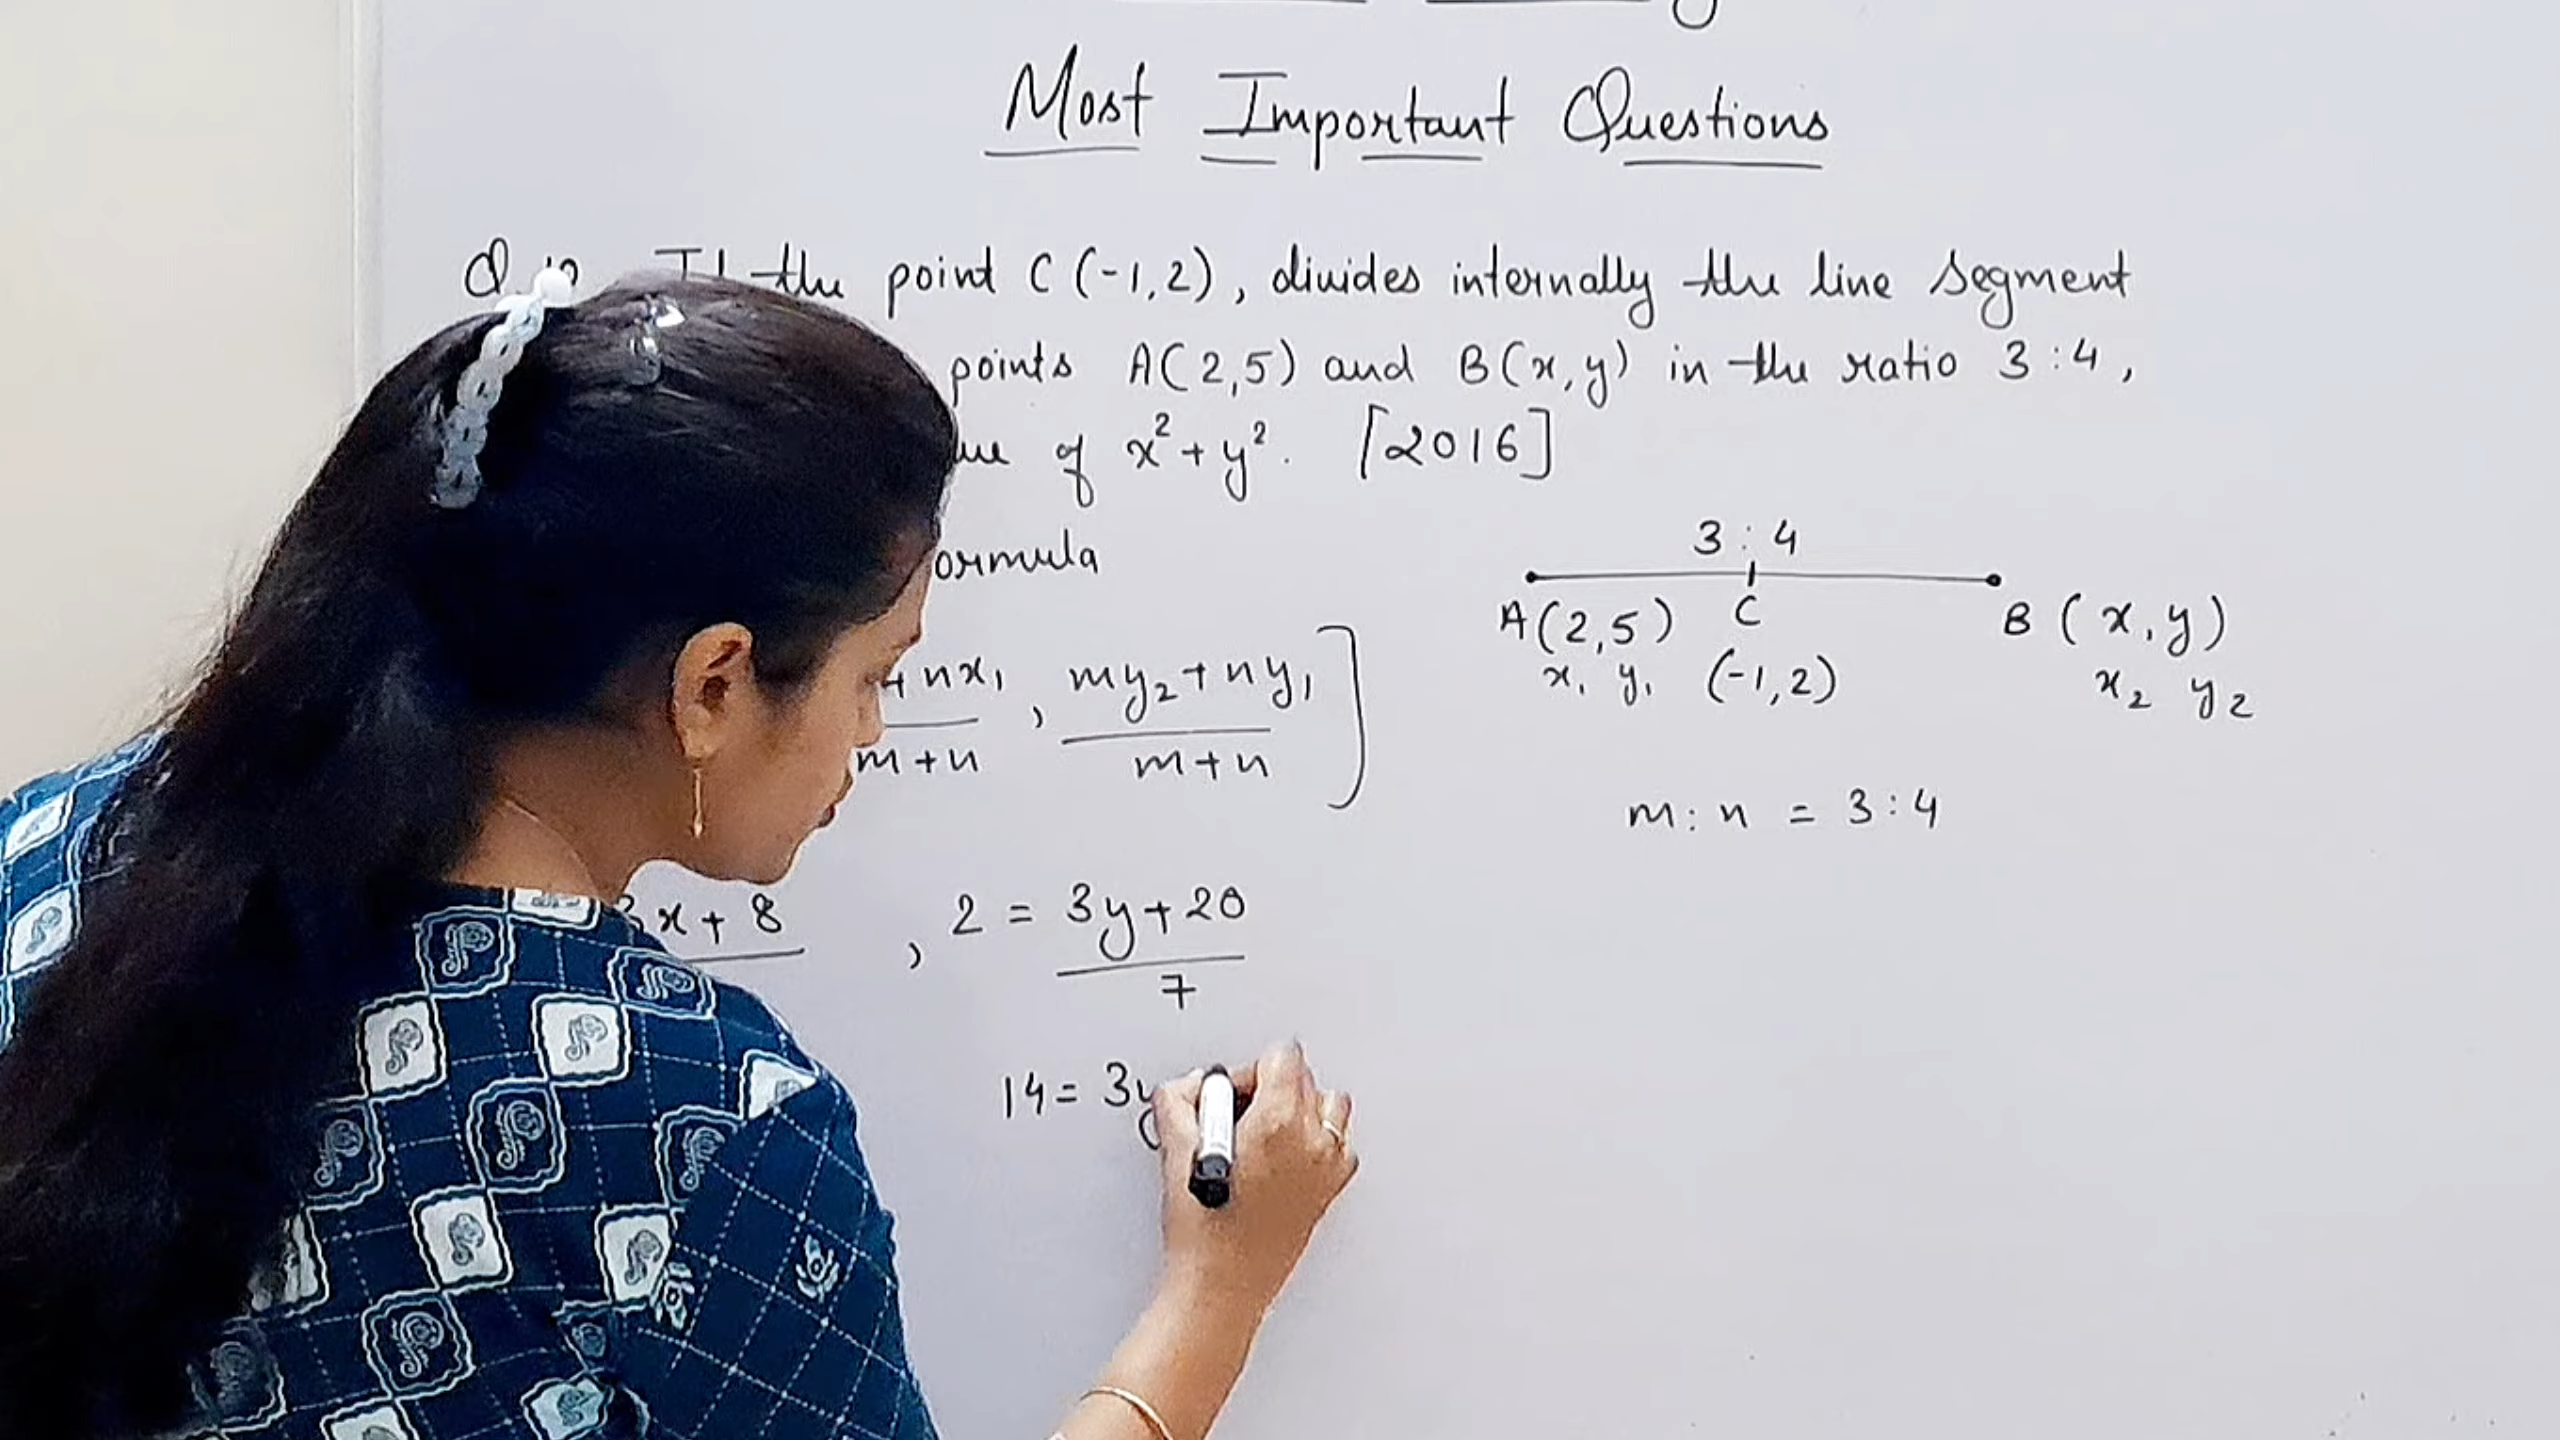 Most Important Questions
the point C (-1,2), divides internally the line segment
points A(2,5) and B(x,y) in the ratio 3:4,
of x²+y². [2016]
3 : 4
A(2,5) C B (x,y)
x₁ y₁ (-1,2) x₂ y₂
+ nx₁ , my₂+ny₁ ]
m+n m+n
m:n = 3:4
3x+8 , 2 = 3y+20
7
14 = 3y